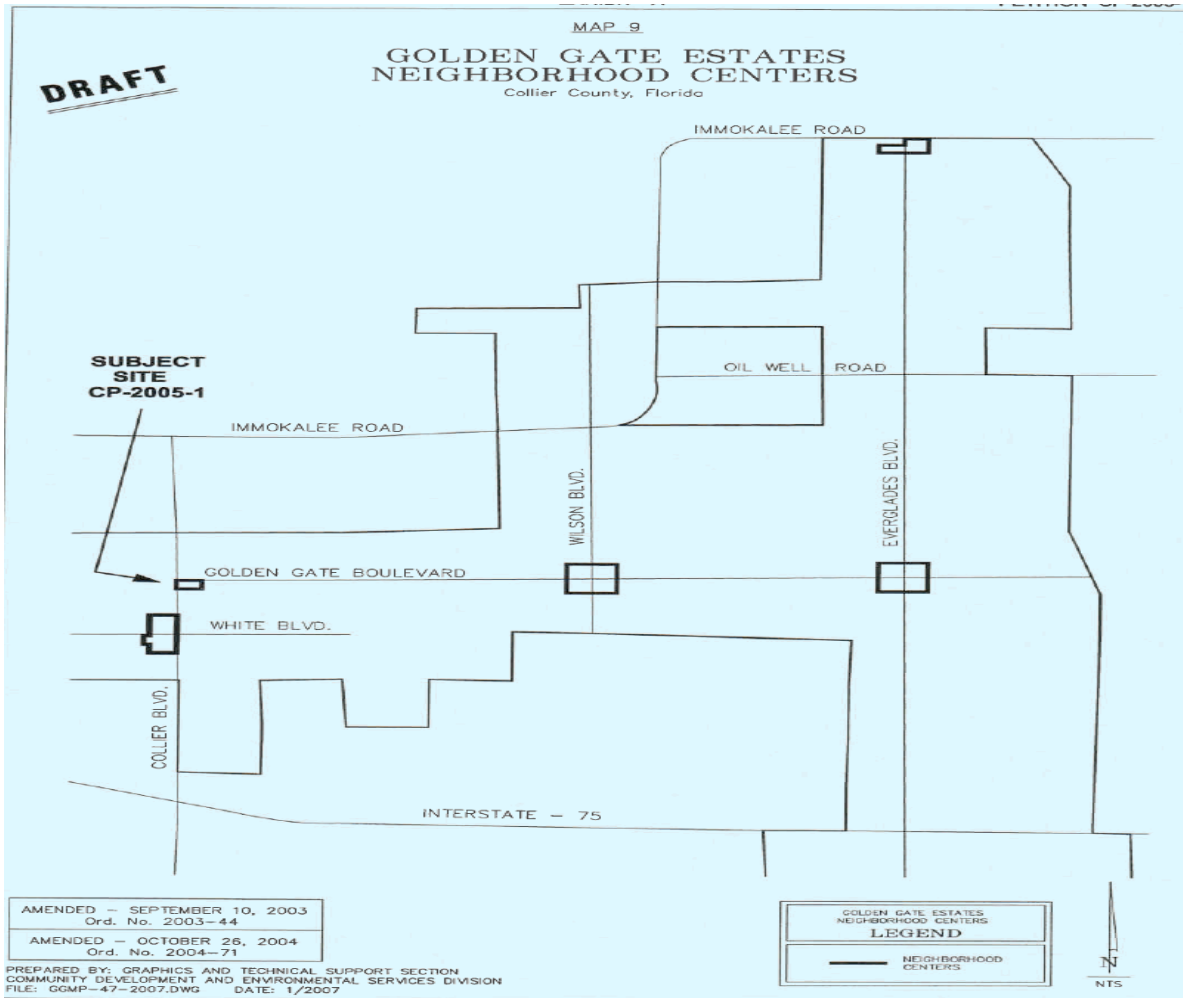 MAP 9
GOLDEN GATE ESTATES
NEIGHBORHOOD CENTERS
Collier County, Florida
DRAFT
IMMOKALEE ROAD
SUBJECT
SITE
CP-2005-1
OIL WELL ROAD
IMMOKALEE ROAD
WILSON BLVD.
EVERGLADES BLVD.
GOLDEN GATE BOULEVARD
WHITE BLVD.
COLLIER BLVD.
INTERSTATE - 75
AMENDED - SEPTEMBER 10, 2003
Ord. No. 2003-44
AMENDED - OCTOBER 26, 2004
Ord. No. 2004-71
PREPARED BY: GRAPHICS AND TECHNICAL SUPPORT SECTION
COMMUNITY DEVELOPMENT AND ENVIRONMENTAL SERVICES DIVISION
FILE: GGMP-47-2007.DWG DATE: 1/2007
GOLDEN GATE ESTATES
NEIGHBORHOOD CENTERS
LEGEND
NEIGHBORHOOD
CENTERS
N
NTS